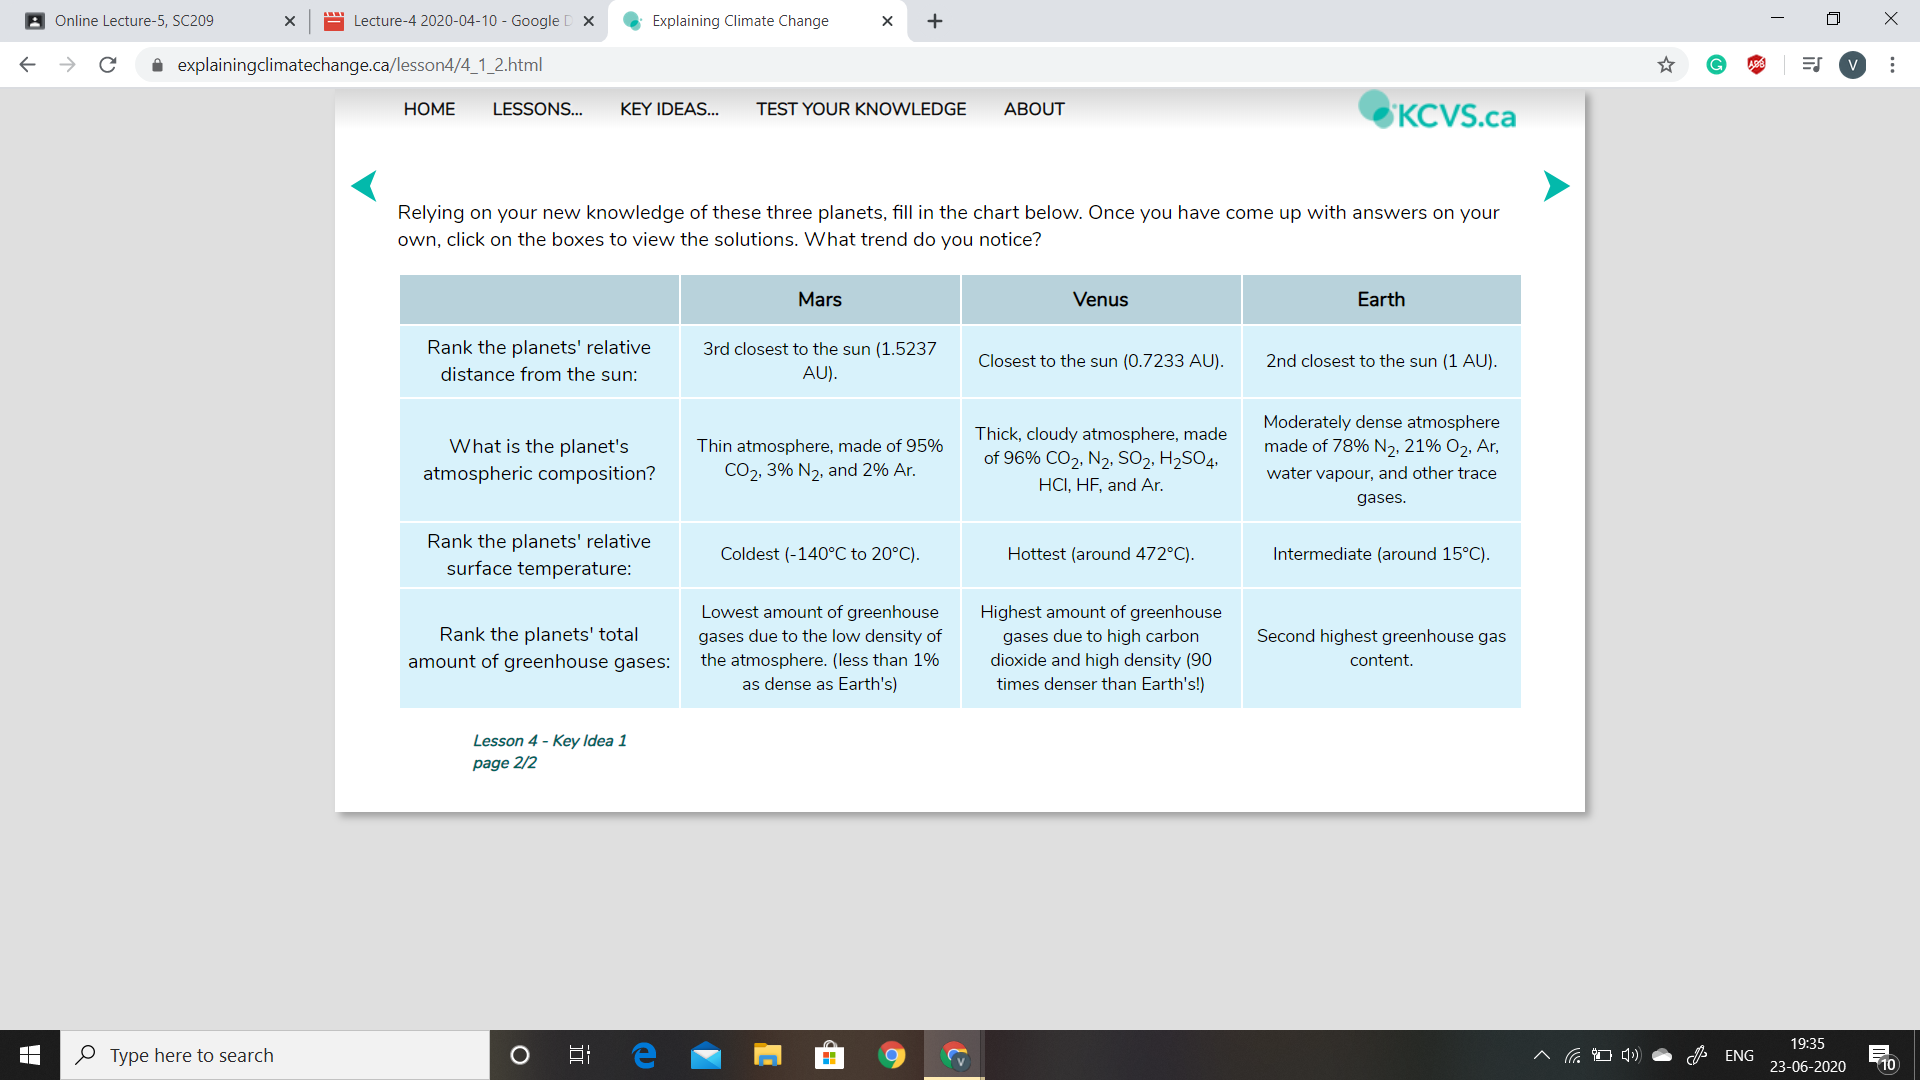 Online Lecture-5, SC209
Lecture-4 2020-04-10 - Google D
Explaining Climate Change
explainingclimatechange.ca/lesson4/4_1_2.html
V
HOME LESSONS... KEY IDEAS... TEST YOUR KNOWLEDGE ABOUT
KCVS.ca
Relying on your new knowledge of these three planets, fill in the chart below. Once you have come up with answers on your
own, click on the boxes to view the solutions. What trend do you notice?
Mars Venus Earth
Rank the planets' relative
distance from the sun:
3rd closest to the sun (1.5237
AU).
Closest to the sun (0.7233 AU).
2nd closest to the sun (1 AU).
What is the planet's
atmospheric composition?
Thin atmosphere, made of 95%
CO₂, 3% N₂, and 2% Ar.
Thick, cloudy atmosphere, made
of 96% CO₂, N₂, SO₂, H₂SO₄,
HCl, HF, and Ar.
Moderately dense atmosphere
made of 78% N₂, 21% O₂, Ar,
water vapour, and other trace
gases.
Rank the planets' relative
surface temperature:
Coldest (-140°C to 20°C).
Hottest (around 472°C).
Intermediate (around 15°C).
Rank the planets' total
amount of greenhouse gases:
Lowest amount of greenhouse
gases due to the low density of
the atmosphere. (less than 1%
as dense as Earth's)
Highest amount of greenhouse
gases due to high carbon
dioxide and high density (90
times denser than Earth's!)
Second highest greenhouse gas
content.
Lesson 4 - Key Idea 1
page 2/2
Type here to search
V
ENG
19:35
23-06-2020
10